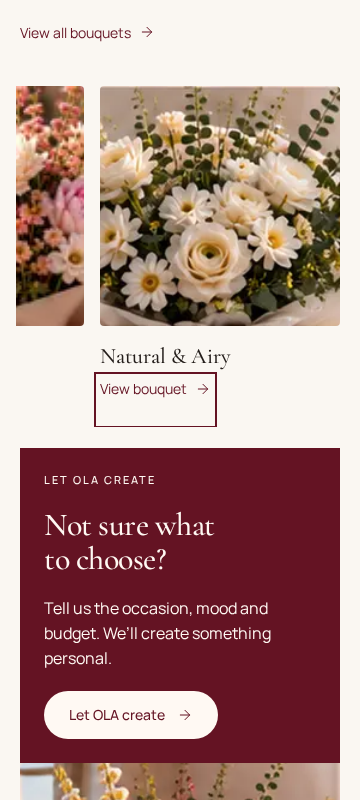 View all bouquets
Natural & Airy
View bouquet
LET OLA CREATE
Not sure what
to choose?
Tell us the occasion, mood and
budget. We’ll create something
personal.
Let OLA create